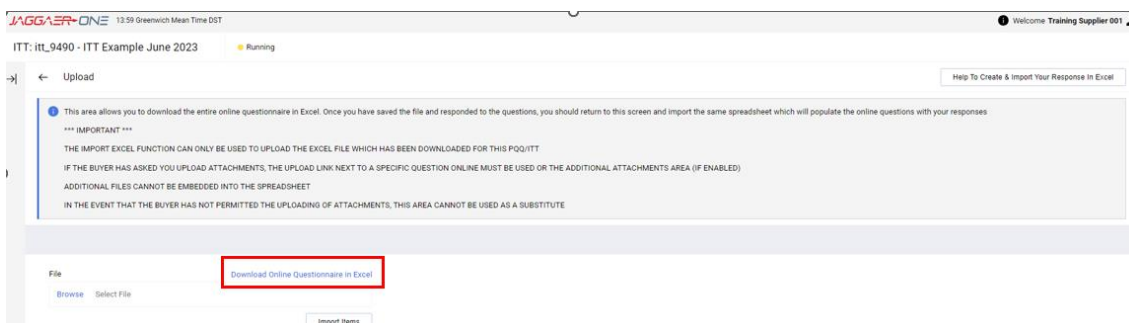 JAGGAER ONE 13:59 Greenwich Mean Time DST
Welcome Training Supplier 001
ITT: itt_9490 - ITT Example June 2023 Running
Upload
Help To Create & Import Your Response In Excel
This area allows you to download the entire online questionnaire in Excel. Once you have saved the file and responded to the questions, you should return to this screen and import the same spreadsheet which will populate the online questions with your responses
*** IMPORTANT ***
THE IMPORT EXCEL FUNCTION CAN ONLY BE USED TO UPLOAD THE EXCEL FILE WHICH HAS BEEN DOWNLOADED FOR THIS PQQ/ITT
IF THE BUYER HAS ASKED YOU UPLOAD ATTACHMENTS, THE UPLOAD LINK NEXT TO A SPECIFIC QUESTION ONLINE MUST BE USED OR THE ADDITIONAL ATTACHMENTS AREA (IF ENABLED)
ADDITIONAL FILES CANNOT BE EMBEDDED INTO THE SPREADSHEET
IN THE EVENT THAT THE BUYER HAS NOT PERMITTED THE UPLOADING OF ATTACHMENTS, THIS AREA CANNOT BE USED AS A SUBSTITUTE
File Download Online Questionnaire in Excel
Browse Select File
Import Items